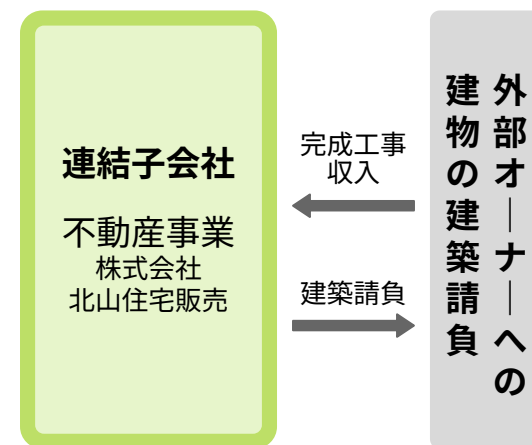 連結子会社
不動産事業
株式会社
北山住宅販売
完成工事
収入
建築請負
外部オーナーへの
建物の建築請負